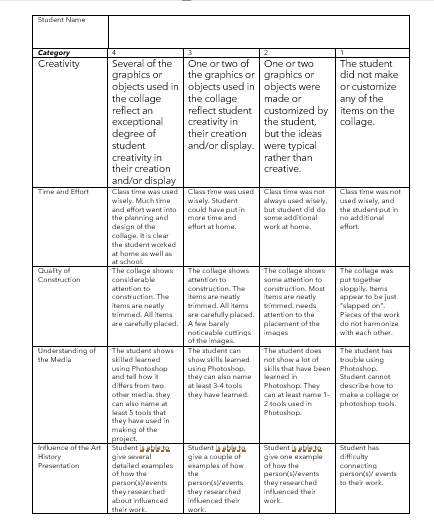 Student Name
Category
4
3
2
1
Creativity
Several of the
graphics or
objects used in
the collage
reflect an
exceptional
degree of
student
creativity in
their creation
and/or display
One or two of
the graphics or
objects used in
the collage
reflect student
creativity in
their creation
and/or display.
One or two
graphics or
objects were
made or
customized by
the student,
but the ideas
were typical
rather than
creative.
The student
did not make
or customize
any of the
items on the
collage.
Time and Effort
Class time was used
wisely. Much time
and effort went into
the planning and
design of the
collage. It is clear
the student worked
at home as well as
at school.
Class time was used
wisely. Student
could have put in
more time and
effort at home.
Class time was not
always used wisely,
but student did do
some additional
work at home.
Class time was not
used wisely, and
the student put in
no additional
effort.
Quality of
Construction
The collage shows
considerable
attention to
construction. The
items are neatly
trimmed. All items
are carefully placed.
The collage shows
attention to
construction. The
items are neatly
trimmed. All items
are carefully placed.
A few barely
noticeable cuttings
of the images.
The collage shows
some attention to
construction. Most
items are neatly
trimmed. needs
attention to the
placement of the
images
The collage was
put together
sloppily. Items
appear to be just
"slapped on".
Pieces of the work
do not harmonize
with each other.
Understanding of
the Media
The student shows
skilled learned
using Photoshop
and tell how it
differs from two
other media. they
can also name at
least 5 tools that
they have used in
making of the
project.
The student can
show skills learned
using Photoshop.
they can also name
at least 3-4 tools
they have learned.
The student does
not show a lot of
skills that have been
learned in
Photoshop. They
can at least name 1-
2 tools used in
Photoshop.
The student has
trouble using
Photoshop.
Student cannot
describe how to
make a collage or
photoshop tools.
Influence of the Art
History
Presentation
Student is able to
give several
detailed examples
of how the
person(s)/events
they researched
about influenced
their work.
Student is able to
give a couple of
examples of how
the
person(s)/events
they researched
influenced their
work.
Student is able to
give one example
of how the
person(s)/events
they researched
influenced their
work.
Student has
difficulty
connecting
person(s)/ events
to their work.